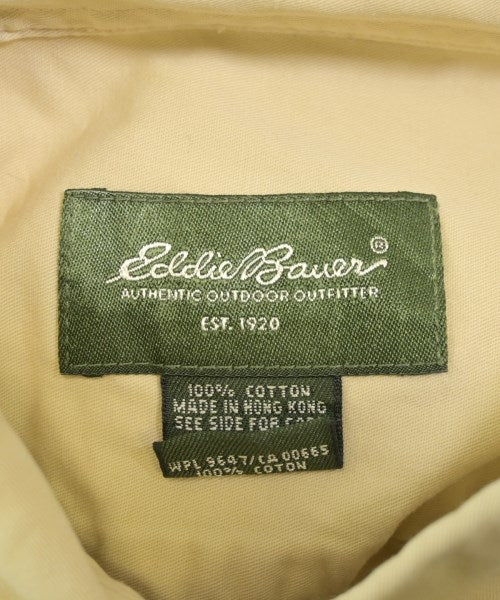 Eddie Bauer®
AUTHENTIC OUTDOOR OUTFITTER
EST. 1920
100% COTTON
MADE IN HONG KONG
SEE SIDE FOR
WPL 9647/CA 00665
100% COTON